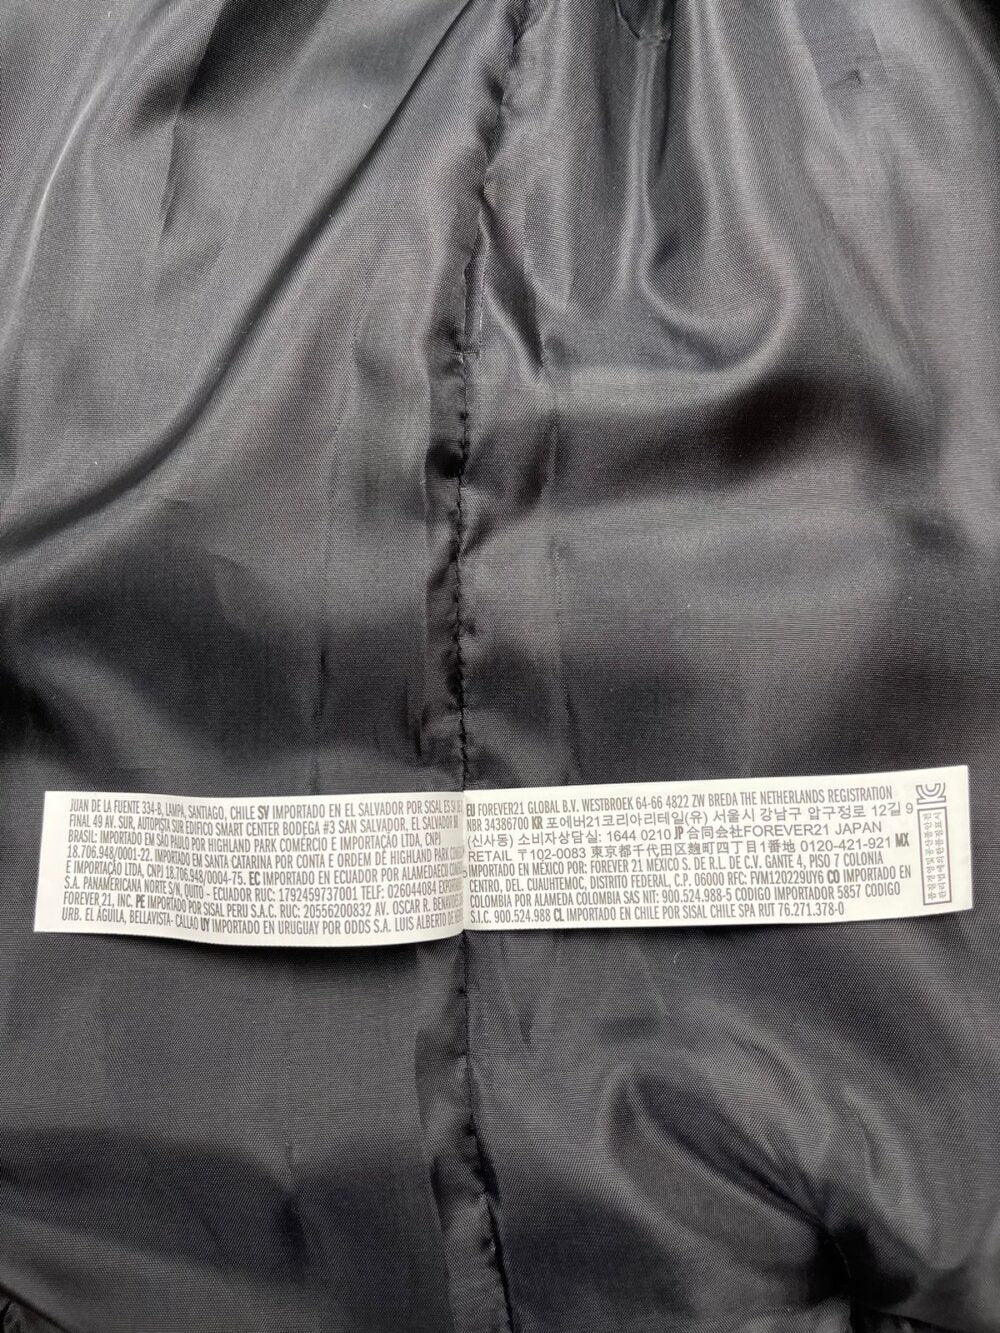 JUAN DE LA FUENTE 334-B, LAMPA, SANTIAGO, CHILE SV IMPORTADO EN EL SALVADOR POR SISAL ES SA
FINAL 49 AV. SUR, AUTOPISTA SUR EDIFICO SMART CENTER BODEGA #3 SAN SALVADOR, EL SALVADOR
BRASIL: IMPORTADO EM SÃO PAULO POR HIGHLAND PARK COMÉRCIO E IMPORTAÇÃO LTDA, CNPJ
18.706.948/0001-22. IMPORTADO EM SANTA CATARINA POR CONTA E ORDEM DE HIGHLAND PARK
E IMPORTAÇÃO LTDA, CNPJ 18.706.948/0004-75. EC IMPORTADO EN ECUADOR POR ALAMEDAECU
S.A. PANAMERICANA NORTE S/N, QUITO - ECUADOR RUC: 1792459737001 TELF: 026044084
FOREVER 21, INC. PE IMPORTADO POR SISAL PERU S.A.C. RUC: 20556200832 AV. OSCAR R.
URB. EL ÁGUILA, BELLAVISTA- CALLAO UY IMPORTADO EN URUGUAY POR ODDS S.A. LUIS ALBERTO DE
EU FOREVER21 GLOBAL B.V. WESTBROEK 64-66 4822 ZW BREDA THE NETHERLANDS REGISTRATION
NBR 34386700 KR 포에버21코리아리테일(유) 서울시 강남구 압구정로 12길 9
(신사동) 소비자상담실: 1644 0210 JP 合同会社FOREVER21 JAPAN
RETAIL 〒102-0083 東京都千代田区麹町四丁目1番地 0120-421-921 MX
IMPORTADO EN MÉXICO POR: FOREVER 21 MÉXICO S. DE R.L. DE C.V. GANTE 4, PISO 7 COLONIA
CENTRO, DEL. CUAUHTEMOC, DISTRITO FEDERAL, C.P. 06000 RFC: FVM120229UY6 CO IMPORTADO EN
COLOMBIA POR ALAMEDA COLOMBIA SAS NIT: 900.524.988-5 CODIGO IMPORTADOR 5857 CODIGO
S.I.C. 900.524.988 CL IMPORTADO EN CHILE POR SISAL CHILE SPA RUT 76.271.378-0